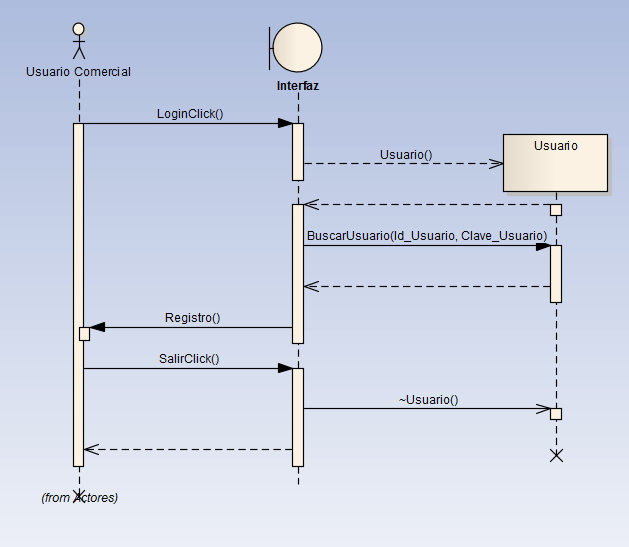 Usuario Comercial
Interfaz
LoginClick()
Usuario()
Usuario
BuscarUsuario(Id_Usuario, Clave_Usuario)
Registro()
SalirClick()
~Usuario()
(from Actores)